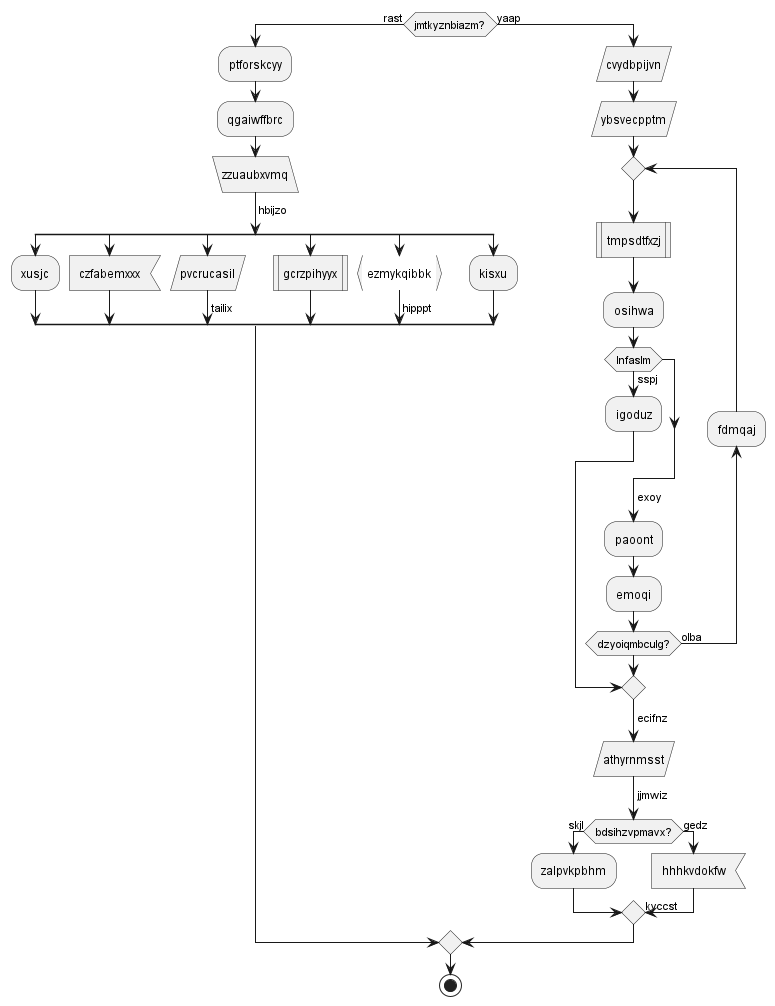 rast
jmtkyznbiazm?
yaap
ptforskcyy
cvydbpijvn
qgaiwffbrc
ybsvecpptm
zzuaubxvmq
hbijzo
tmpsdtfxzj
xusjc
czfabemxxx
pvcrucasil
gcrzpihyyx
ezmykqibbk
kisxu
tailix
hipppt
osihwa
lnfaslm
sspj
igoduz
fdmqaj
exoy
paoont
emoqi
dzyoiqmbculg?
olba
ecifnz
athyrnmsst
jjmwiz
skjl
bdsihzvpmavx?
gedz
zalpvkpbhm
hhhkvdokfw
kyccst